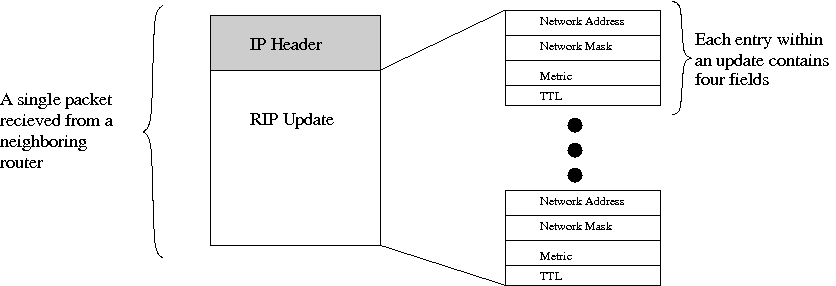 A single packet
recieved from a
neighboring
router
IP Header
RIP Update
Network Address
Network Mask
Metric
TTL
Network Address
Network Mask
Metric
TTL
Each entry within
an update contains
four fields